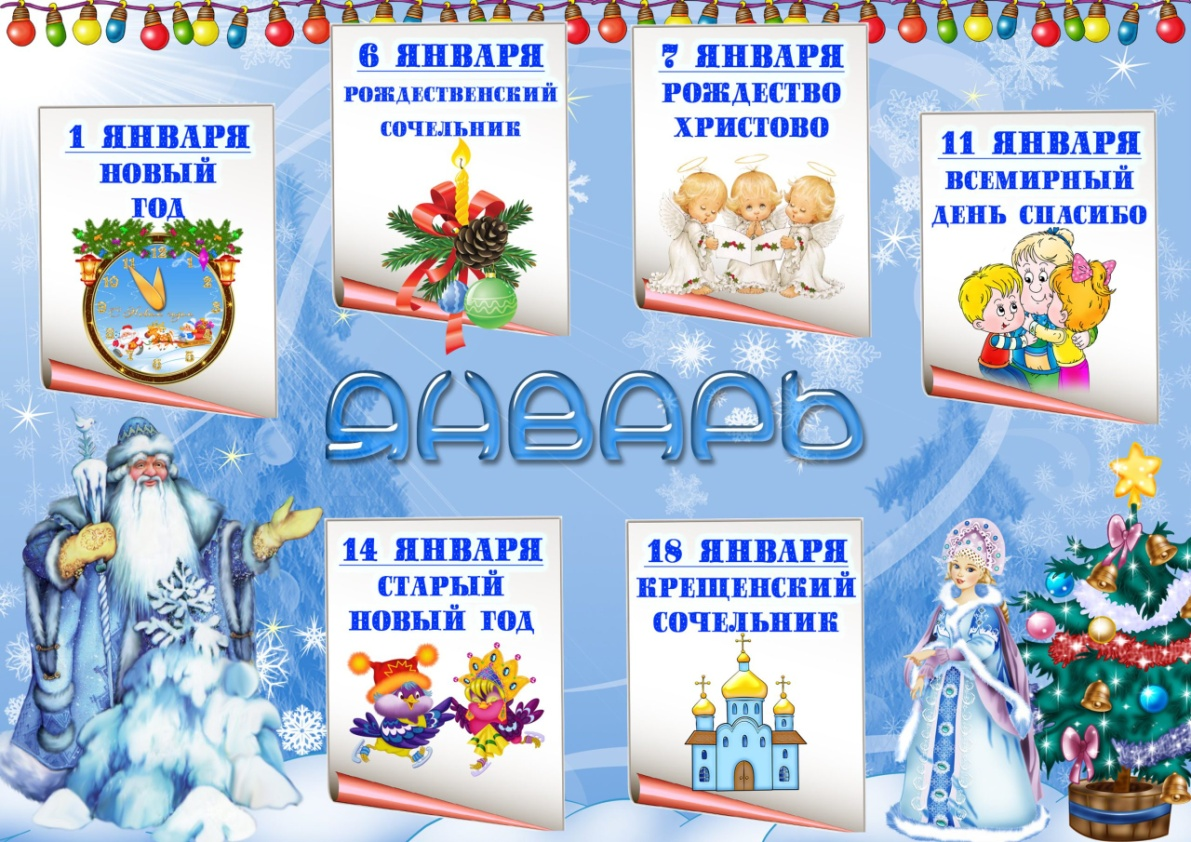 1 ЯНВАРЯ
НОВЫЙ
ГОД
6 ЯНВАРЯ
РОЖДЕСТВЕНСКИЙ
СОЧЕЛЬНИК
7 ЯНВАРЯ
РОЖДЕСТВО
ХРИСТОВО
11 ЯНВАРЯ
ВСЕМИРНЫЙ
ДЕНЬ СПАСИБО
ЯНВАРЬ
14 ЯНВАРЯ
СТАРЫЙ
НОВЫЙ ГОД
18 ЯНВАРЯ
КРЕЩЕНСКИЙ
СОЧЕЛЬНИК